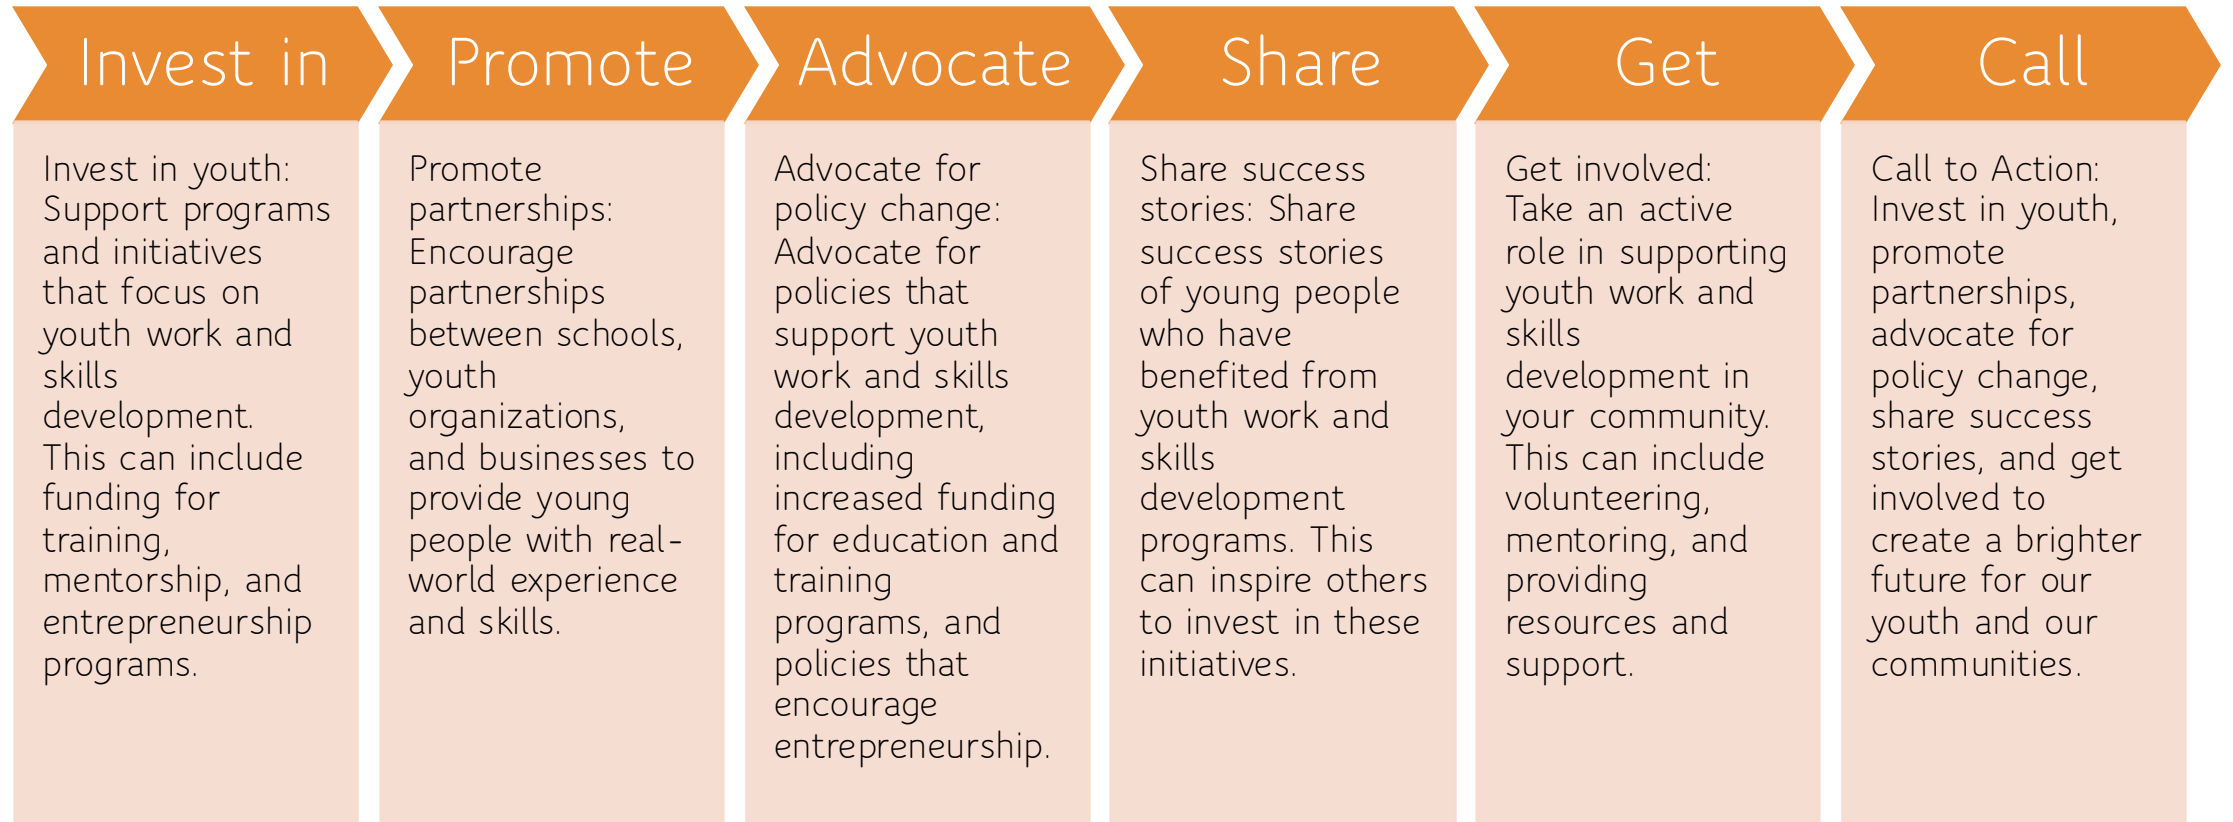 Invest in
Invest in youth:
Support programs
and initiatives
that focus on
youth work and
skills
development.
This can include
funding for
training,
mentorship, and
entrepreneurship
programs.
Promote
Promote
partnerships:
Encourage
partnerships
between schools,
youth
organizations,
and businesses to
provide young
people with real-
world experience
and skills.
Advocate
Advocate for
policy change:
Advocate for
policies that
support youth
work and skills
development,
including
increased funding
for education and
training
programs, and
policies that
encourage
entrepreneurship.
Share
Share success
stories: Share
success stories
of young people
who have
benefited from
youth work and
skills
development
programs. This
can inspire others
to invest in these
initiatives.
Get
Get involved:
Take an active
role in supporting
youth work and
skills
development in
your community.
This can include
volunteering,
mentoring, and
providing
resources and
support.
Call
Call to Action:
Invest in youth,
promote
partnerships,
advocate for
policy change,
share success
stories, and get
involved to
create a brighter
future for our
youth and our
communities.